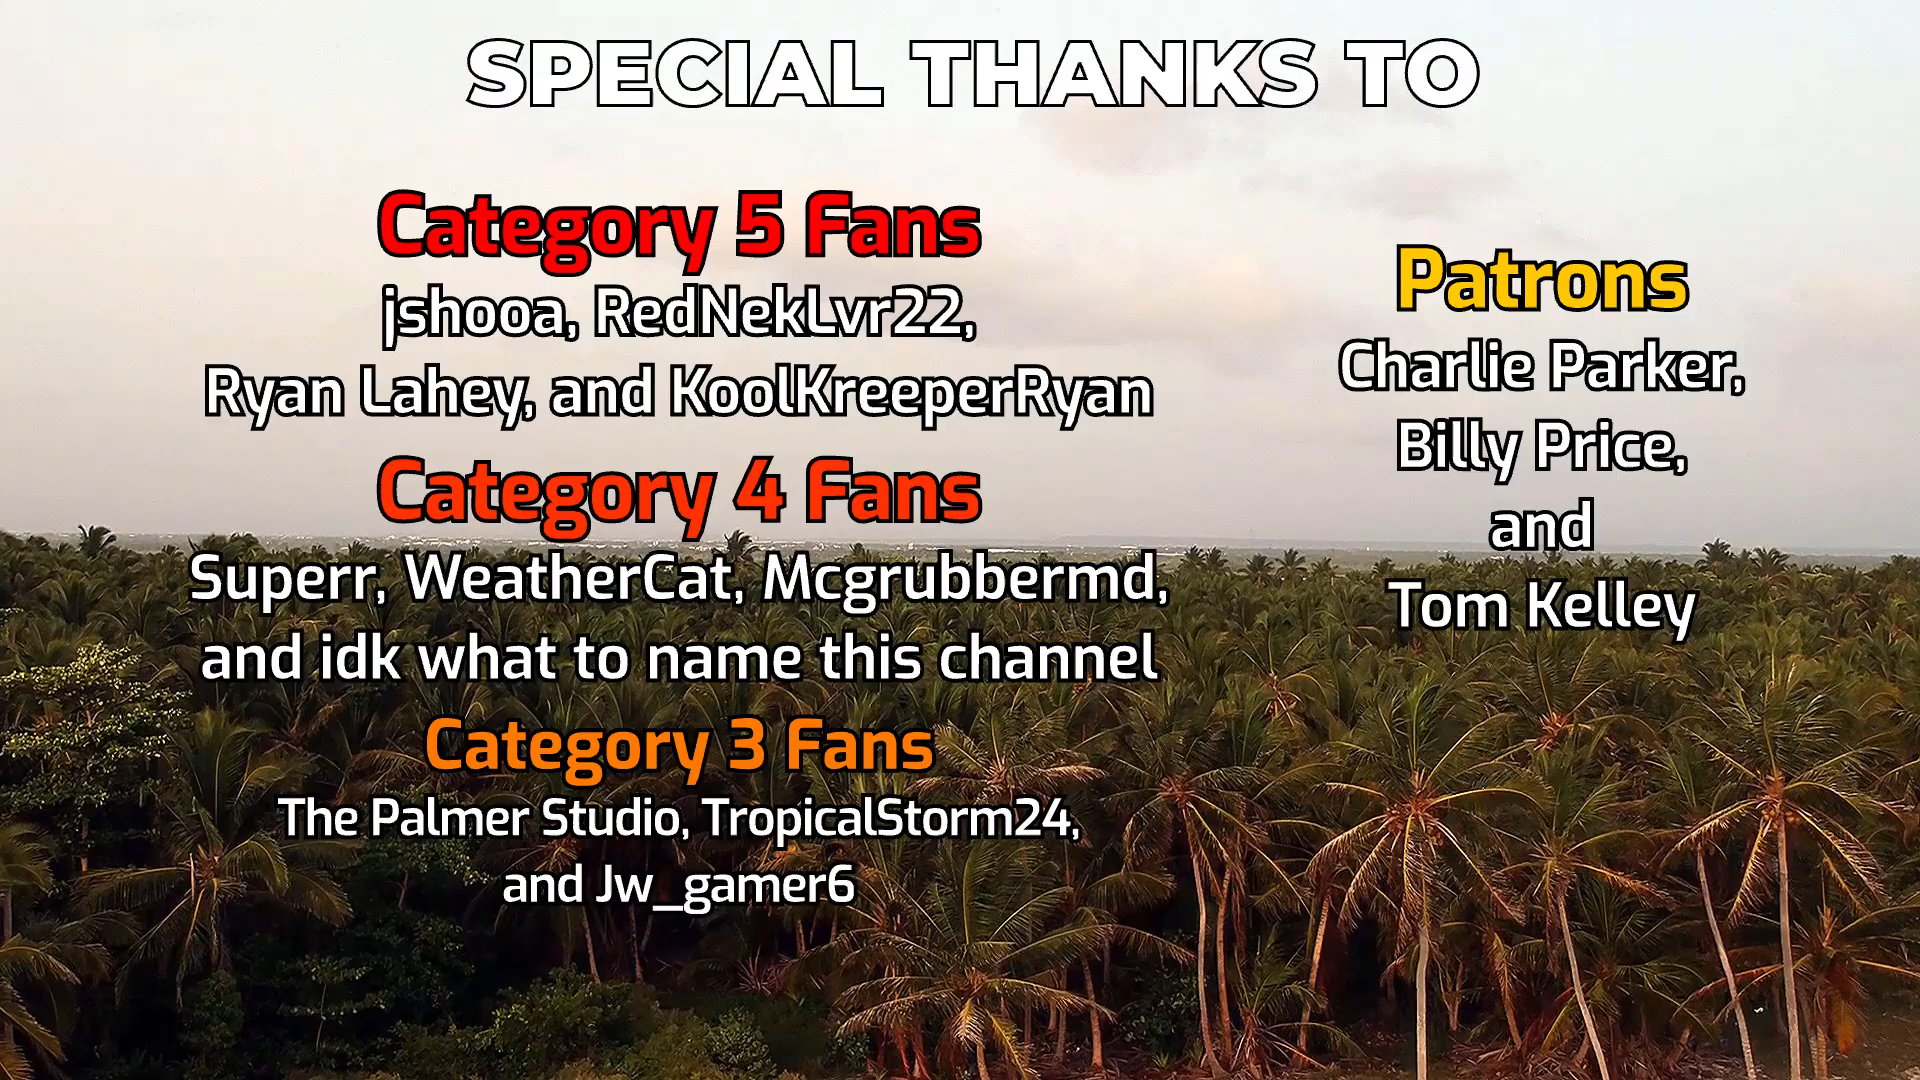 SPECIAL THANKS TO
Category 5 Fans
jshooa, RedNekLvr22,
Ryan Lahey, and KoolKreeperRyan
Category 4 Fans
Superr, WeatherCat, Mcgrubbermd,
and idk what to name this channel
Category 3 Fans
The Palmer Studio, TropicalStorm24,
and Jw_gamer6
Patrons
Charlie Parker,
Billy Price,
and
Tom Kelley